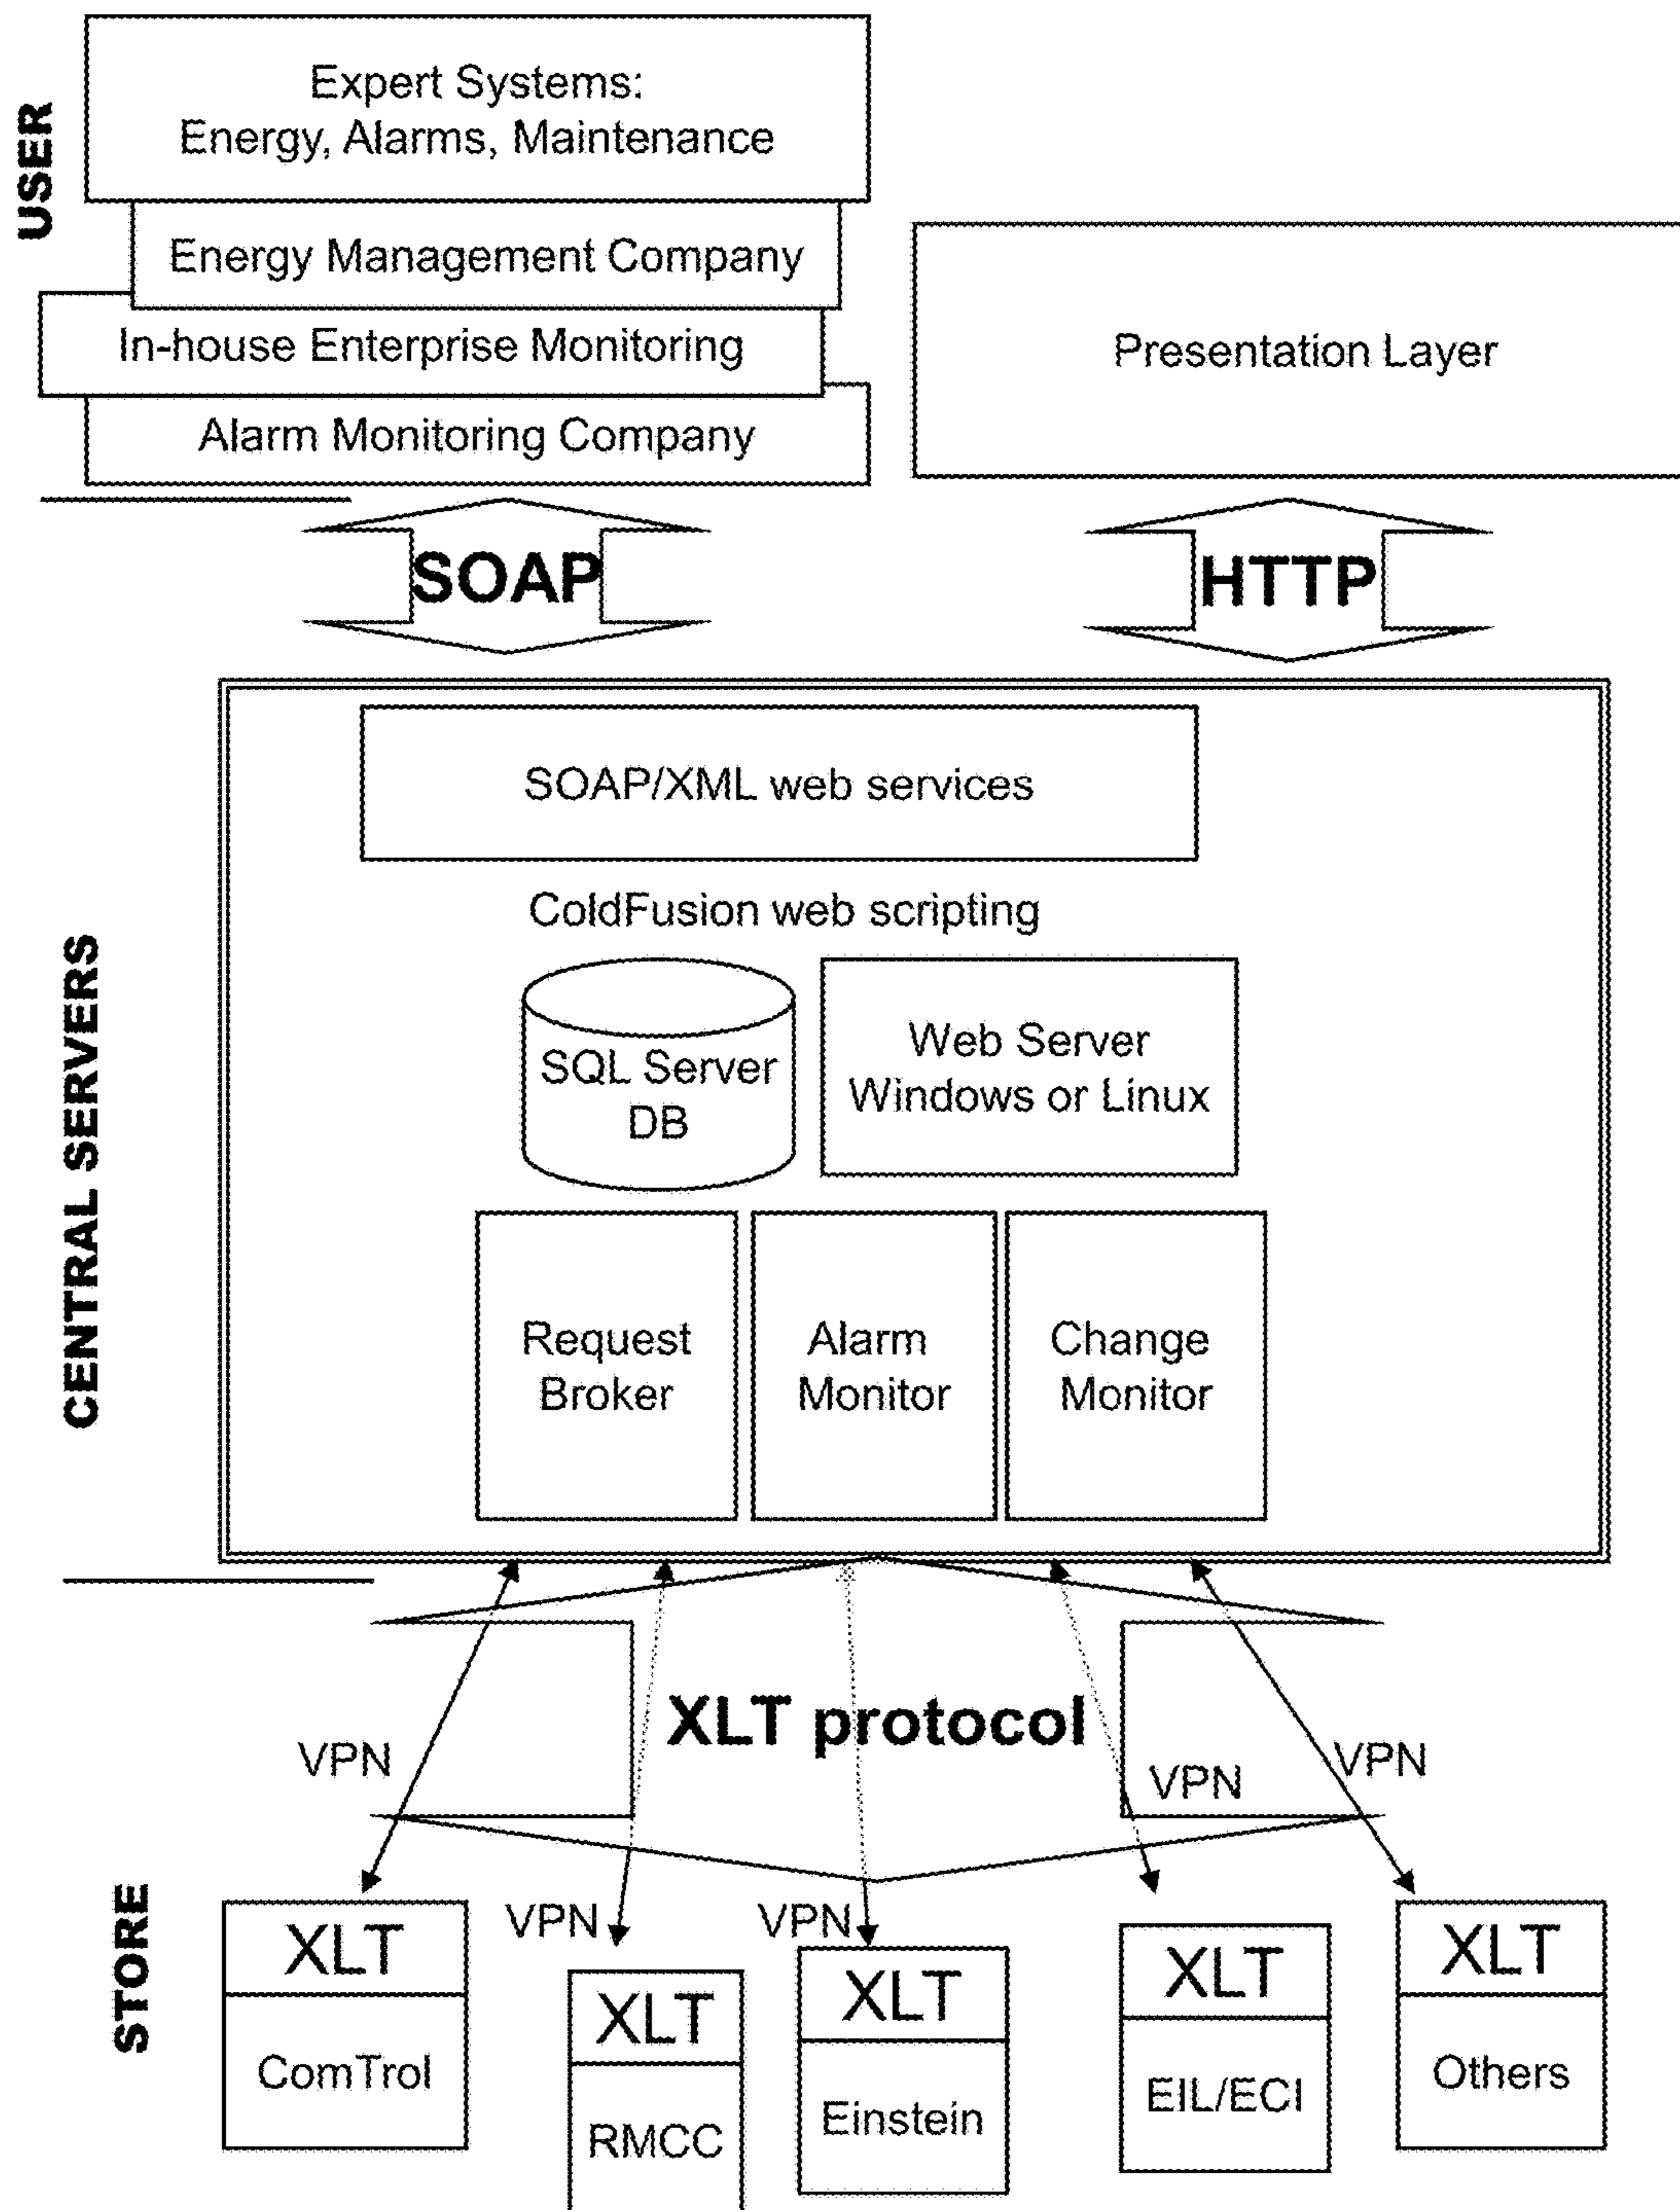 USER
Expert Systems:
Energy, Alarms, Maintenance
Energy Management Company
In-house Enterprise Monitoring
Alarm Monitoring Company
Presentation Layer
SOAP
HTTP
CENTRAL SERVERS
SOAP/XML web services
ColdFusion web scripting
SQL Server
DB
Web Server
Windows or Linux
Request
Broker
Alarm
Monitor
Change
Monitor
XLT protocol
VPN
VPN
VPN
VPN
VPN
STORE
XLT
ComTrol
XLT
RMCC
XLT
Einstein
XLT
EIL/ECI
XLT
Others